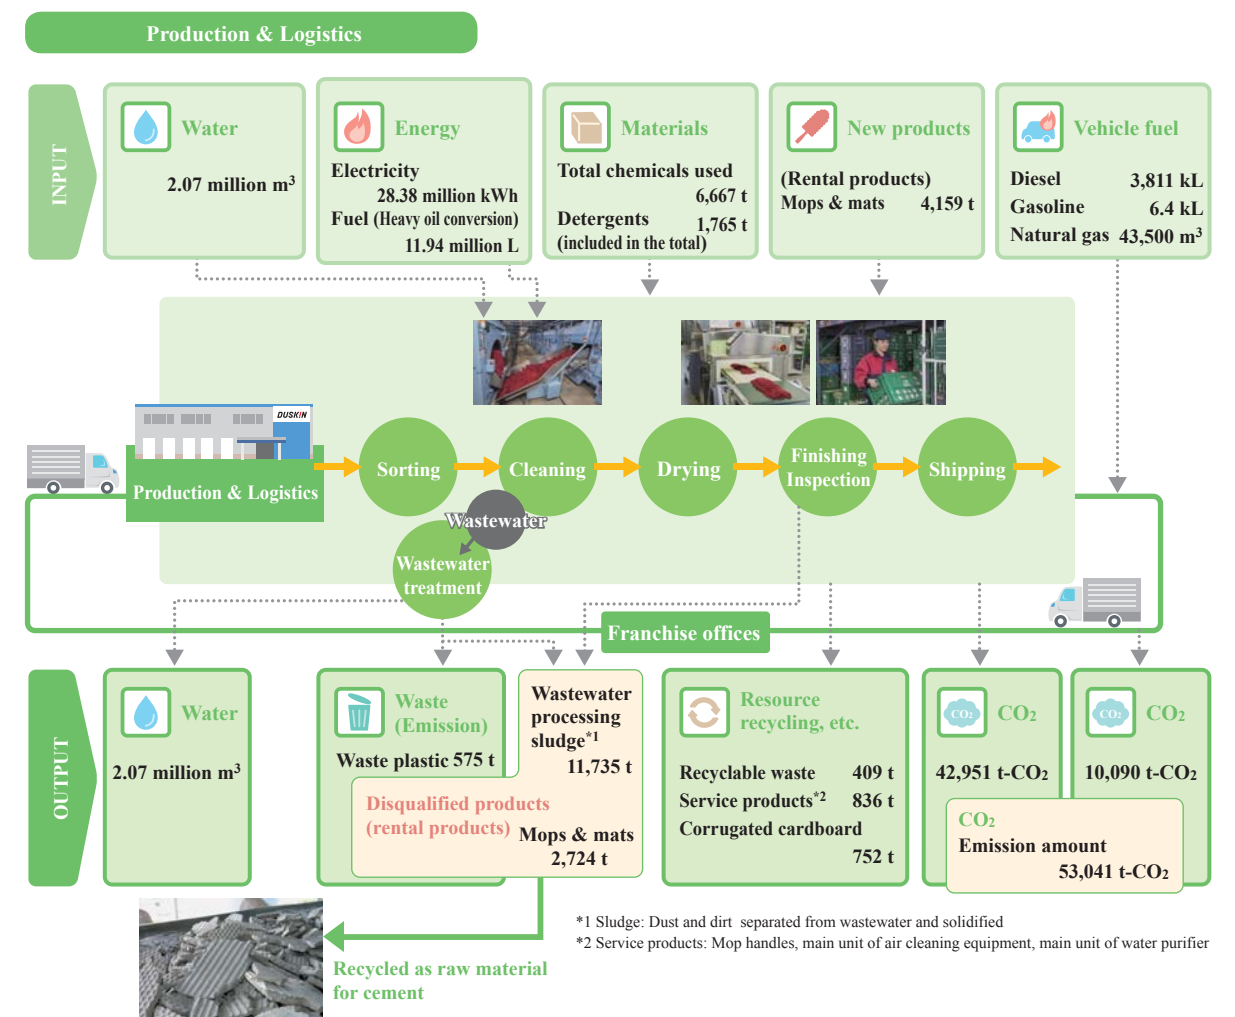 Production & Logistics
INPUT
Water
2.07 million m3
Energy
Electricity
28.38 million kWh
Fuel (Heavy oil conversion)
11.94 million L
Materials
Total chemicals used
6,667 t
Detergents 1,765 t
(included in the total)
New products
(Rental products)
Mops & mats 4,159 t
Vehicle fuel
Diesel 3,811 kL
Gasoline 6.4 kL
Natural gas 43,500 m3
DUSKIN
Production & Logistics
Sorting
Cleaning
Drying
Finishing
Inspection
Shipping
Wastewater
Wastewater
treatment
Franchise offices
OUTPUT
Water
2.07 million m3
Waste
(Emission)
Waste plastic 575 t
Wastewater
processing
sludge*1
11,735 t
Disqualified products
(rental products)
Mops & mats
2,724 t
Resource
recycling, etc.
Recyclable waste 409 t
Service products*2 836 t
Corrugated cardboard
752 t
CO2
CO2
42,951 t-CO2
CO2
CO2
10,090 t-CO2
CO2
Emission amount
53,041 t-CO2
Recycled as raw material
for cement
*1 Sludge: Dust and dirt separated from wastewater and solidified
*2 Service products: Mop handles, main unit of air cleaning equipment, main unit of water purifier